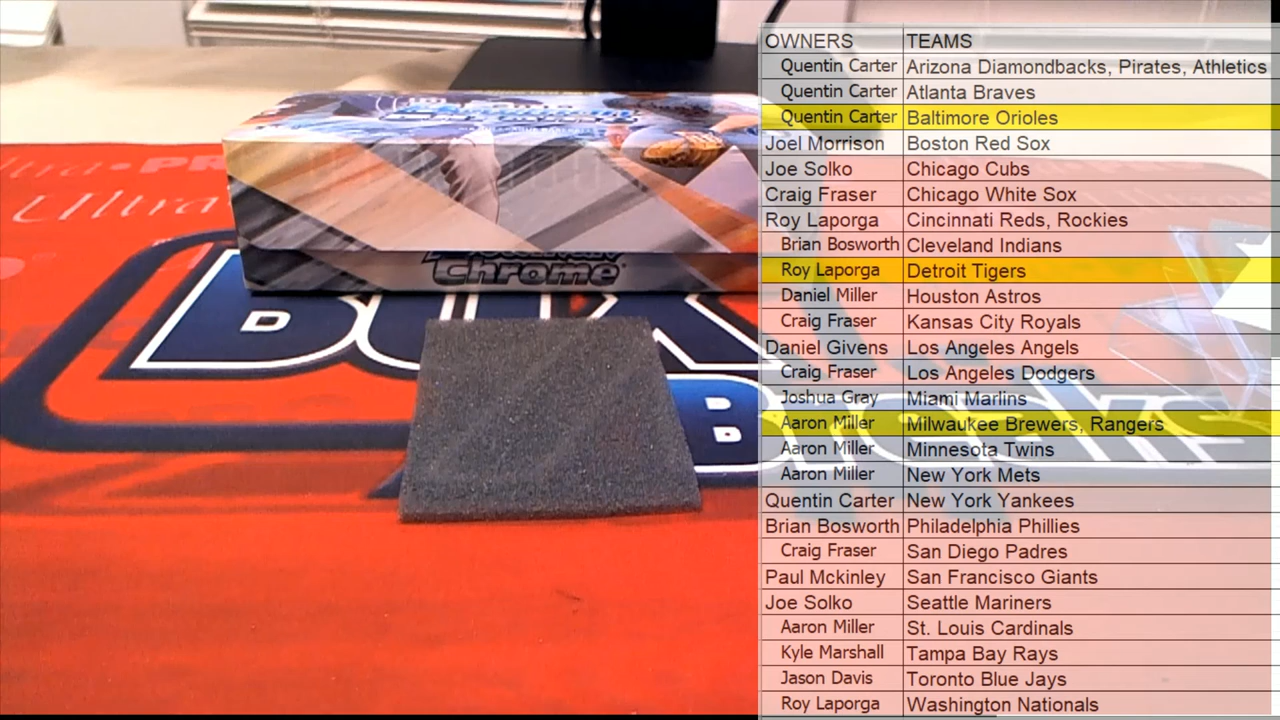 OWNERS TEAMS
Quentin Carter Arizona Diamondbacks, Pirates, Athletics
Quentin Carter Atlanta Braves
Quentin Carter Baltimore Orioles
Joel Morrison Boston Red Sox
Joe Solko Chicago Cubs
Craig Fraser Chicago White Sox
Roy Laporga Cincinnati Reds, Rockies
Brian Bosworth Cleveland Indians
Roy Laporga Detroit Tigers
Daniel Miller Houston Astros
Craig Fraser Kansas City Royals
Daniel Givens Los Angeles Angels
Craig Fraser Los Angeles Dodgers
Joshua Gray Miami Marlins
Aaron Miller Milwaukee Brewers, Rangers
Aaron Miller Minnesota Twins
Aaron Miller New York Mets
Quentin Carter New York Yankees
Brian Bosworth Philadelphia Phillies
Craig Fraser San Diego Padres
Paul Mckinley San Francisco Giants
Joe Solko Seattle Mariners
Aaron Miller St. Louis Cardinals
Kyle Marshall Tampa Bay Rays
Jason Davis Toronto Blue Jays
Roy Laporga Washington Nationals
Chrome
Ultra
Breaks